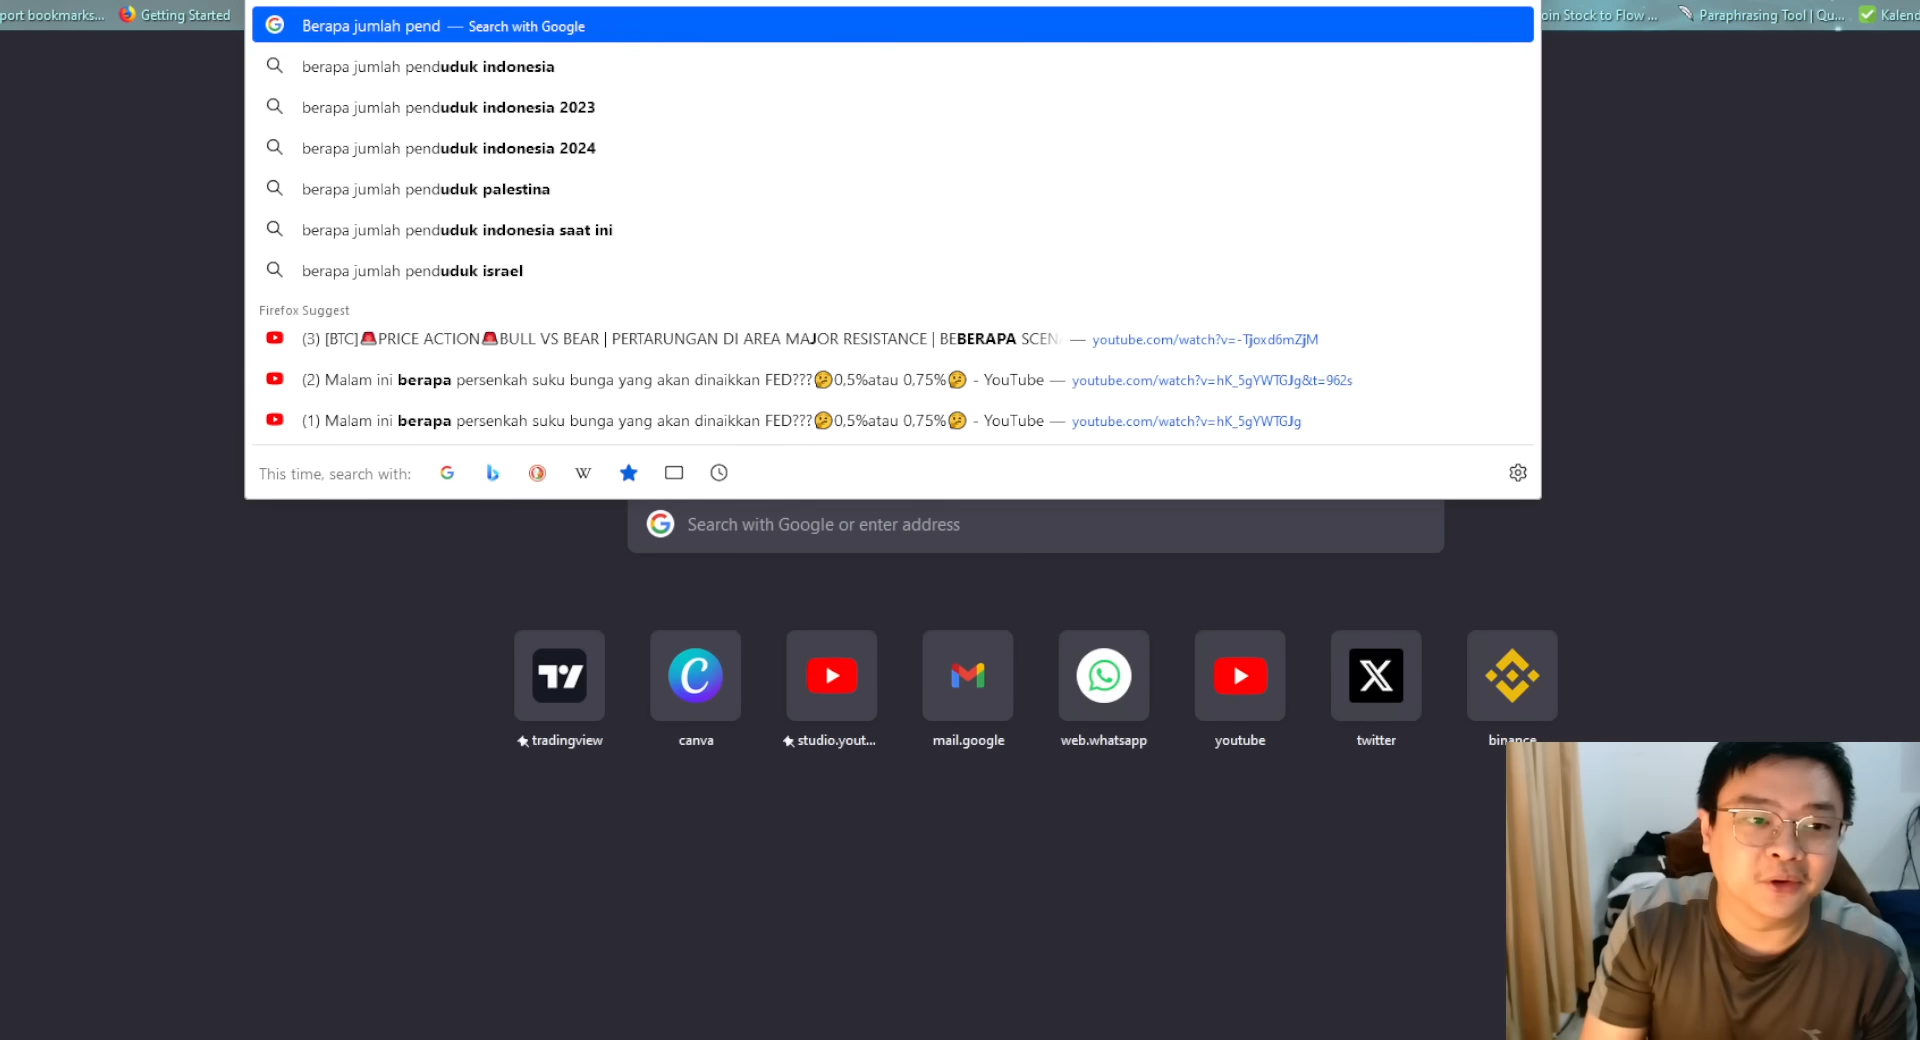 port bookmarks... Getting Started
oin Stock to Flow ... Paraphrasing Tool | Qu... Kalend
Berapa jumlah pend — Search with Google
berapa jumlah penduduk indonesia
berapa jumlah penduduk indonesia 2023
berapa jumlah penduduk indonesia 2024
berapa jumlah penduduk palestina
berapa jumlah penduduk indonesia saat ini
berapa jumlah penduduk israel
Firefox Suggest
(3) [BTC]🚨PRICE ACTION🚨BULL VS BEAR | PERTARUNGAN DI AREA MAJOR RESISTANCE | BEBERAPA SCEN — youtube.com/watch?v=-Tjoxd6mZjM
(2) Malam ini berapa persenkah suku bunga yang akan dinaikkan FED???🤔0,5%atau 0,75%🤔 - YouTube — youtube.com/watch?v=hK_5gYWTGJg&t=962s
(1) Malam ini berapa persenkah suku bunga yang akan dinaikkan FED???🤔0,5%atau 0,75%🤔 - YouTube — youtube.com/watch?v=hK_5gYWTGJg
This time, search with:
Search with Google or enter address
tradingview canva studio.yout... mail.google web.whatsapp youtube twitter binance